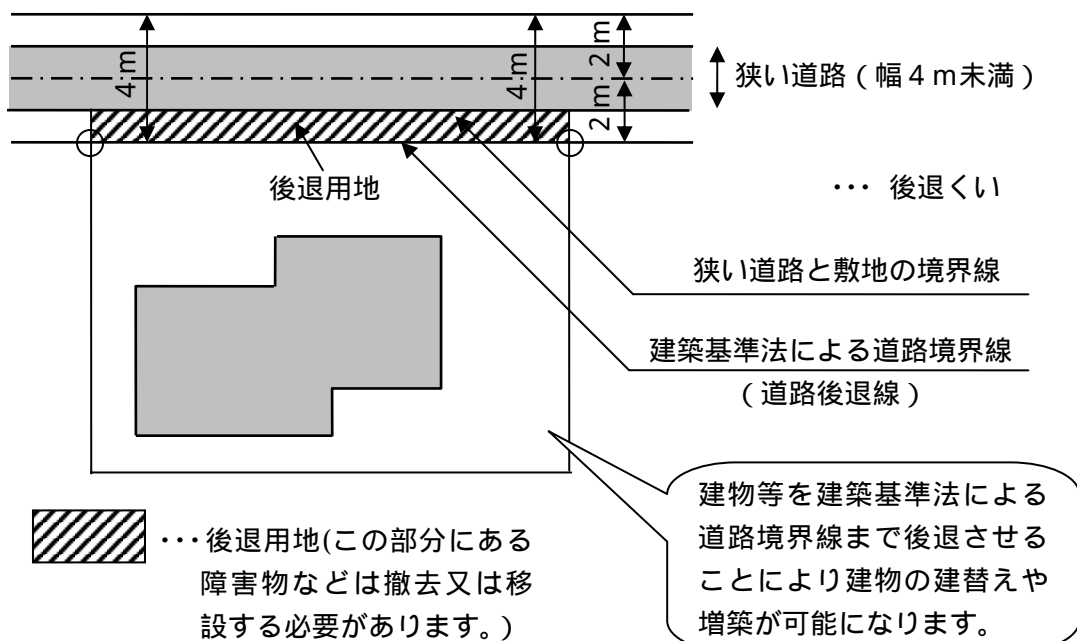 4 m
4 m
2 m
2 m
狭い道路(幅4m未満)
後退用地
・・・ 後退くい
狭い道路と敷地の境界線
建築基準法による道路境界線
(道路後退線)
・・・後退用地(この部分にある
障害物などは撤去又は移
設する必要があります。)
建物等を建築基準法による
道路境界線まで後退させる
ことにより建物の建替えや
増築が可能になります。